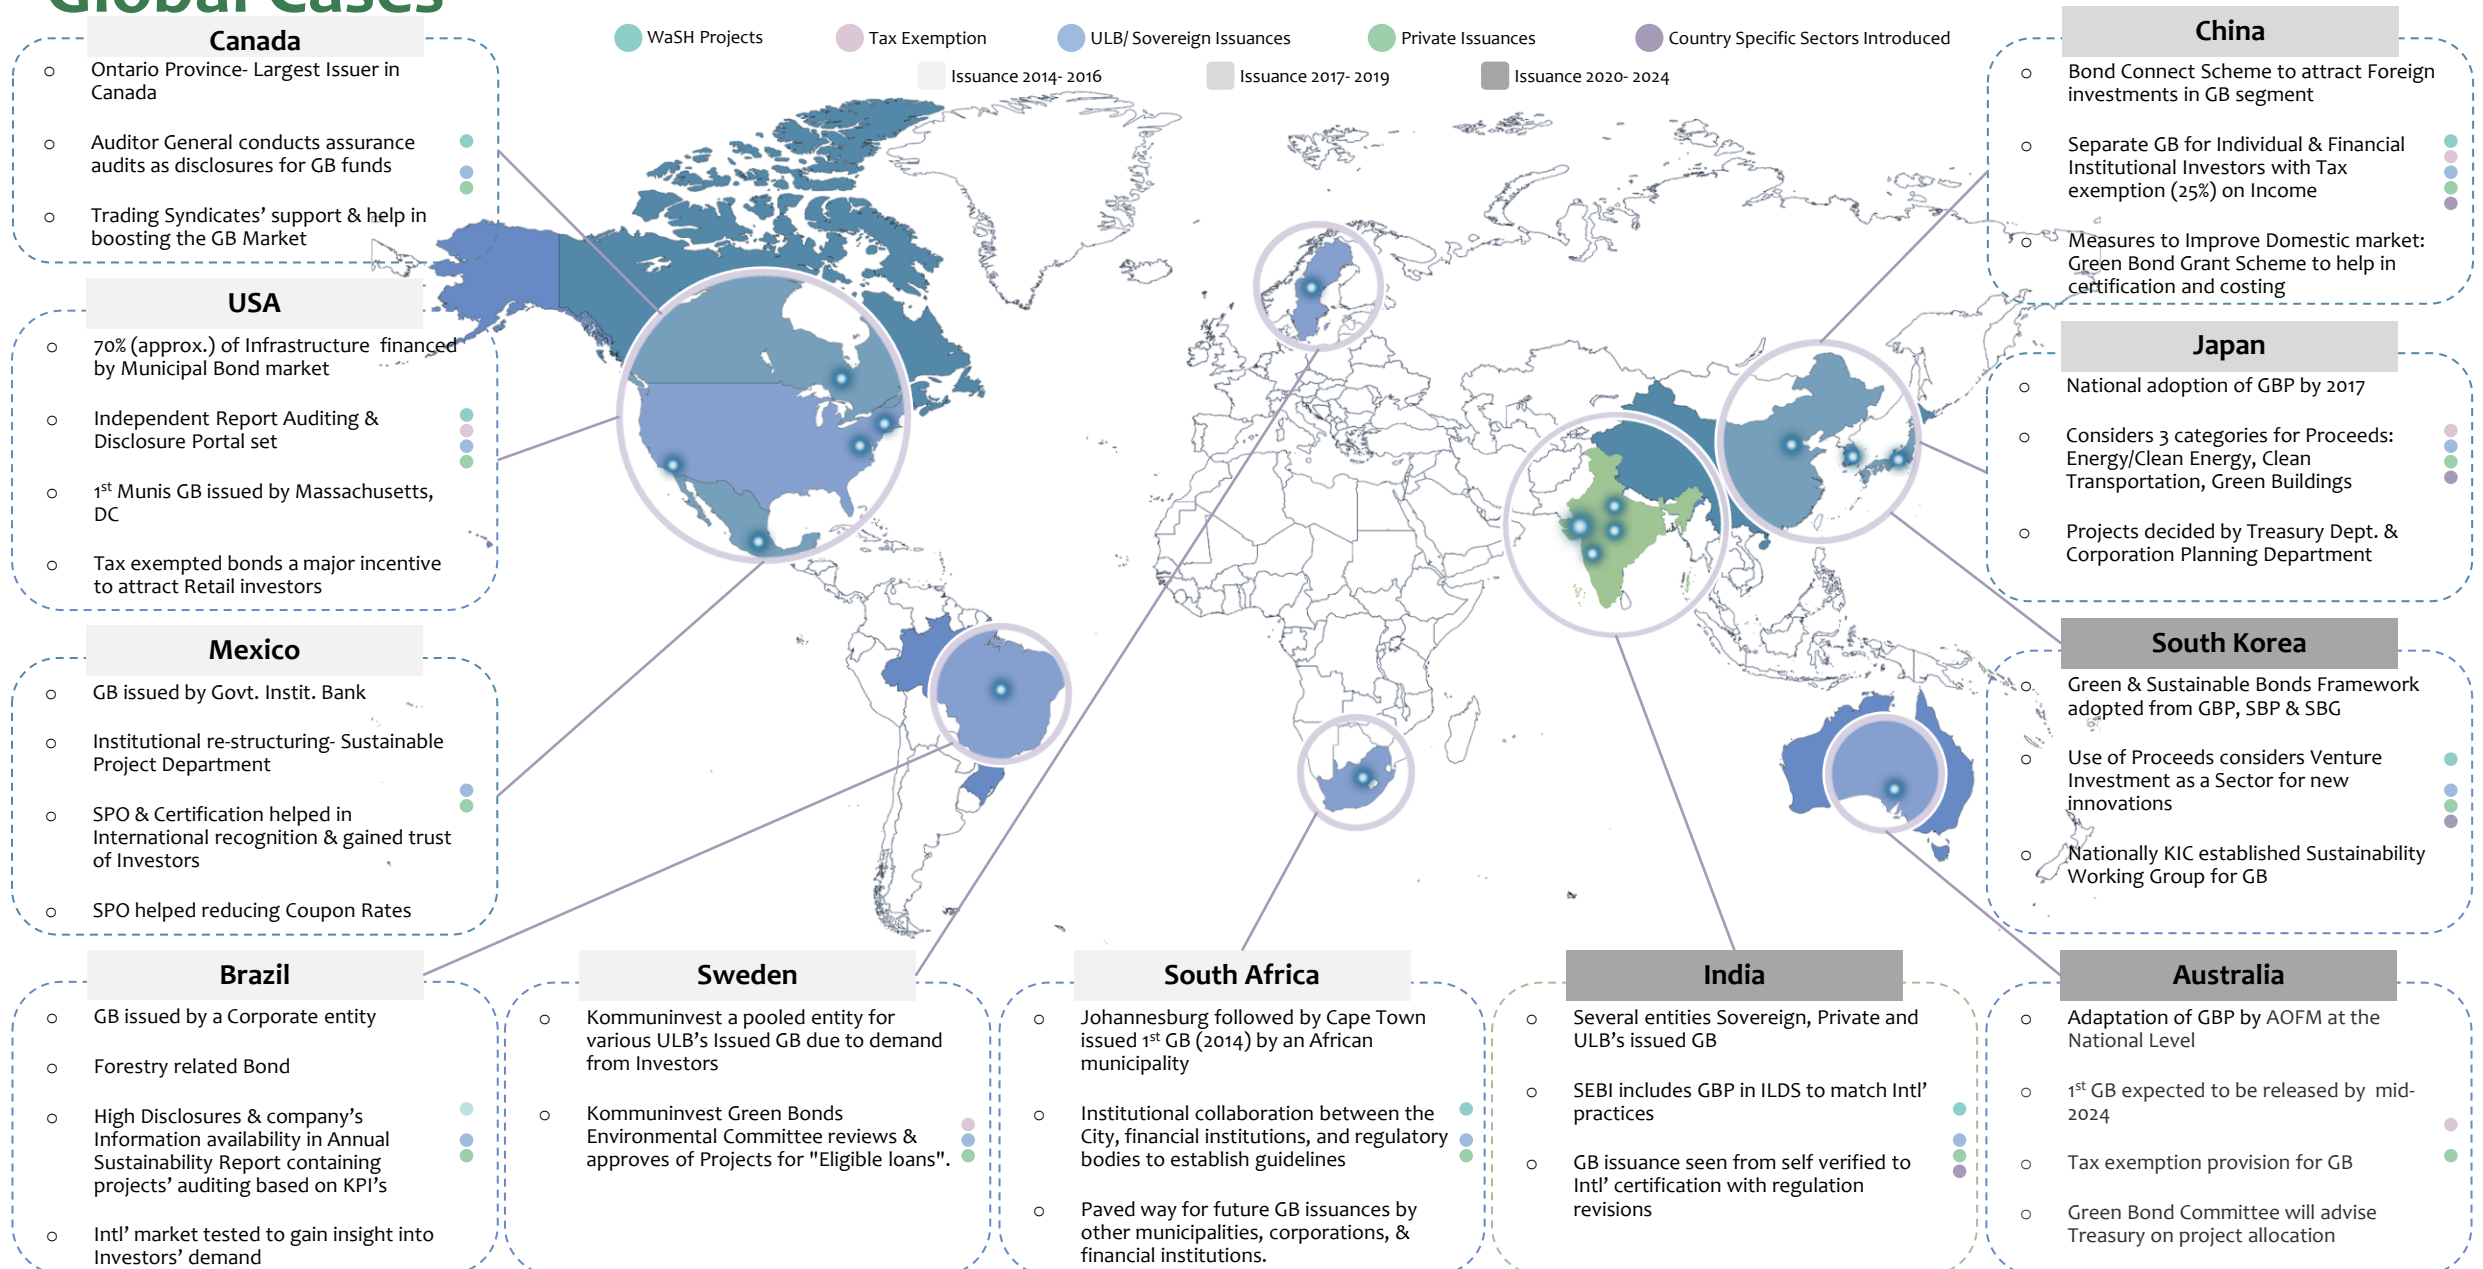 Global Cases
WaSH Projects
Tax Exemption
ULB/ Sovereign Issuances
Private Issuances
Country Specific Sectors Introduced
Issuance 2014- 2016
Issuance 2017- 2019
Issuance 2020- 2024
Canada
Ontario Province- Largest Issuer in
Canada
Auditor General conducts assurance
audits as disclosures for GB funds
Trading Syndicates’ support & help in
boosting the GB Market
USA
70% (approx.) of Infrastructure financed
by Municipal Bond market
Independent Report Auditing &
Disclosure Portal set
1st Munis GB issued by Massachusetts,
DC
Tax exempted bonds a major incentive
to attract Retail investors
Mexico
GB issued by Govt. Instit. Bank
Institutional re-structuring- Sustainable
Project Department
SPO & Certification helped in
International recognition & gained trust
of Investors
SPO helped reducing Coupon Rates
Brazil
GB issued by a Corporate entity
Forestry related Bond
High Disclosures & company’s
Information availability in Annual
Sustainability Report containing
projects’ auditing based on KPI’s
Intl’ market tested to gain insight into
Investors’ demand
Sweden
Kommuninvest a pooled entity for
various ULB’s Issued GB due to demand
from Investors
Kommuninvest Green Bonds
Environmental Committee reviews &
approves of Projects for "Eligible loans".
South Africa
Johannesburg followed by Cape Town
issued 1st GB (2014) by an African
municipality
Institutional collaboration between the
City, financial institutions, and regulatory
bodies to establish guidelines
Paved way for future GB issuances by
other municipalities, corporations, &
financial institutions.
India
Several entities Sovereign, Private and
ULB’s issued GB
SEBI includes GBP in ILDS to match Intl’
practices
GB issuance seen from self verified to
Intl’ certification with regulation
revisions
China
Bond Connect Scheme to attract Foreign
investments in GB segment
Separate GB for Individual & Financial
Institutional Investors with Tax
exemption (25%) on Income
Measures to Improve Domestic market:
Green Bond Grant Scheme to help in
certification and costing
Japan
National adoption of GBP by 2017
Considers 3 categories for Proceeds:
Energy/Clean Energy, Clean
Transportation, Green Buildings
Projects decided by Treasury Dept. &
Corporation Planning Department
South Korea
Green & Sustainable Bonds Framework
adopted from GBP, SBP & SBG
Use of Proceeds considers Venture
Investment as a Sector for new
innovations
Nationally KIC established Sustainability
Working Group for GB
Australia
Adaptation of GBP by AOFM at the
National Level
1st GB expected to be released by mid-
2024
Tax exemption provision for GB
Green Bond Committee will advise
Treasury on project allocation